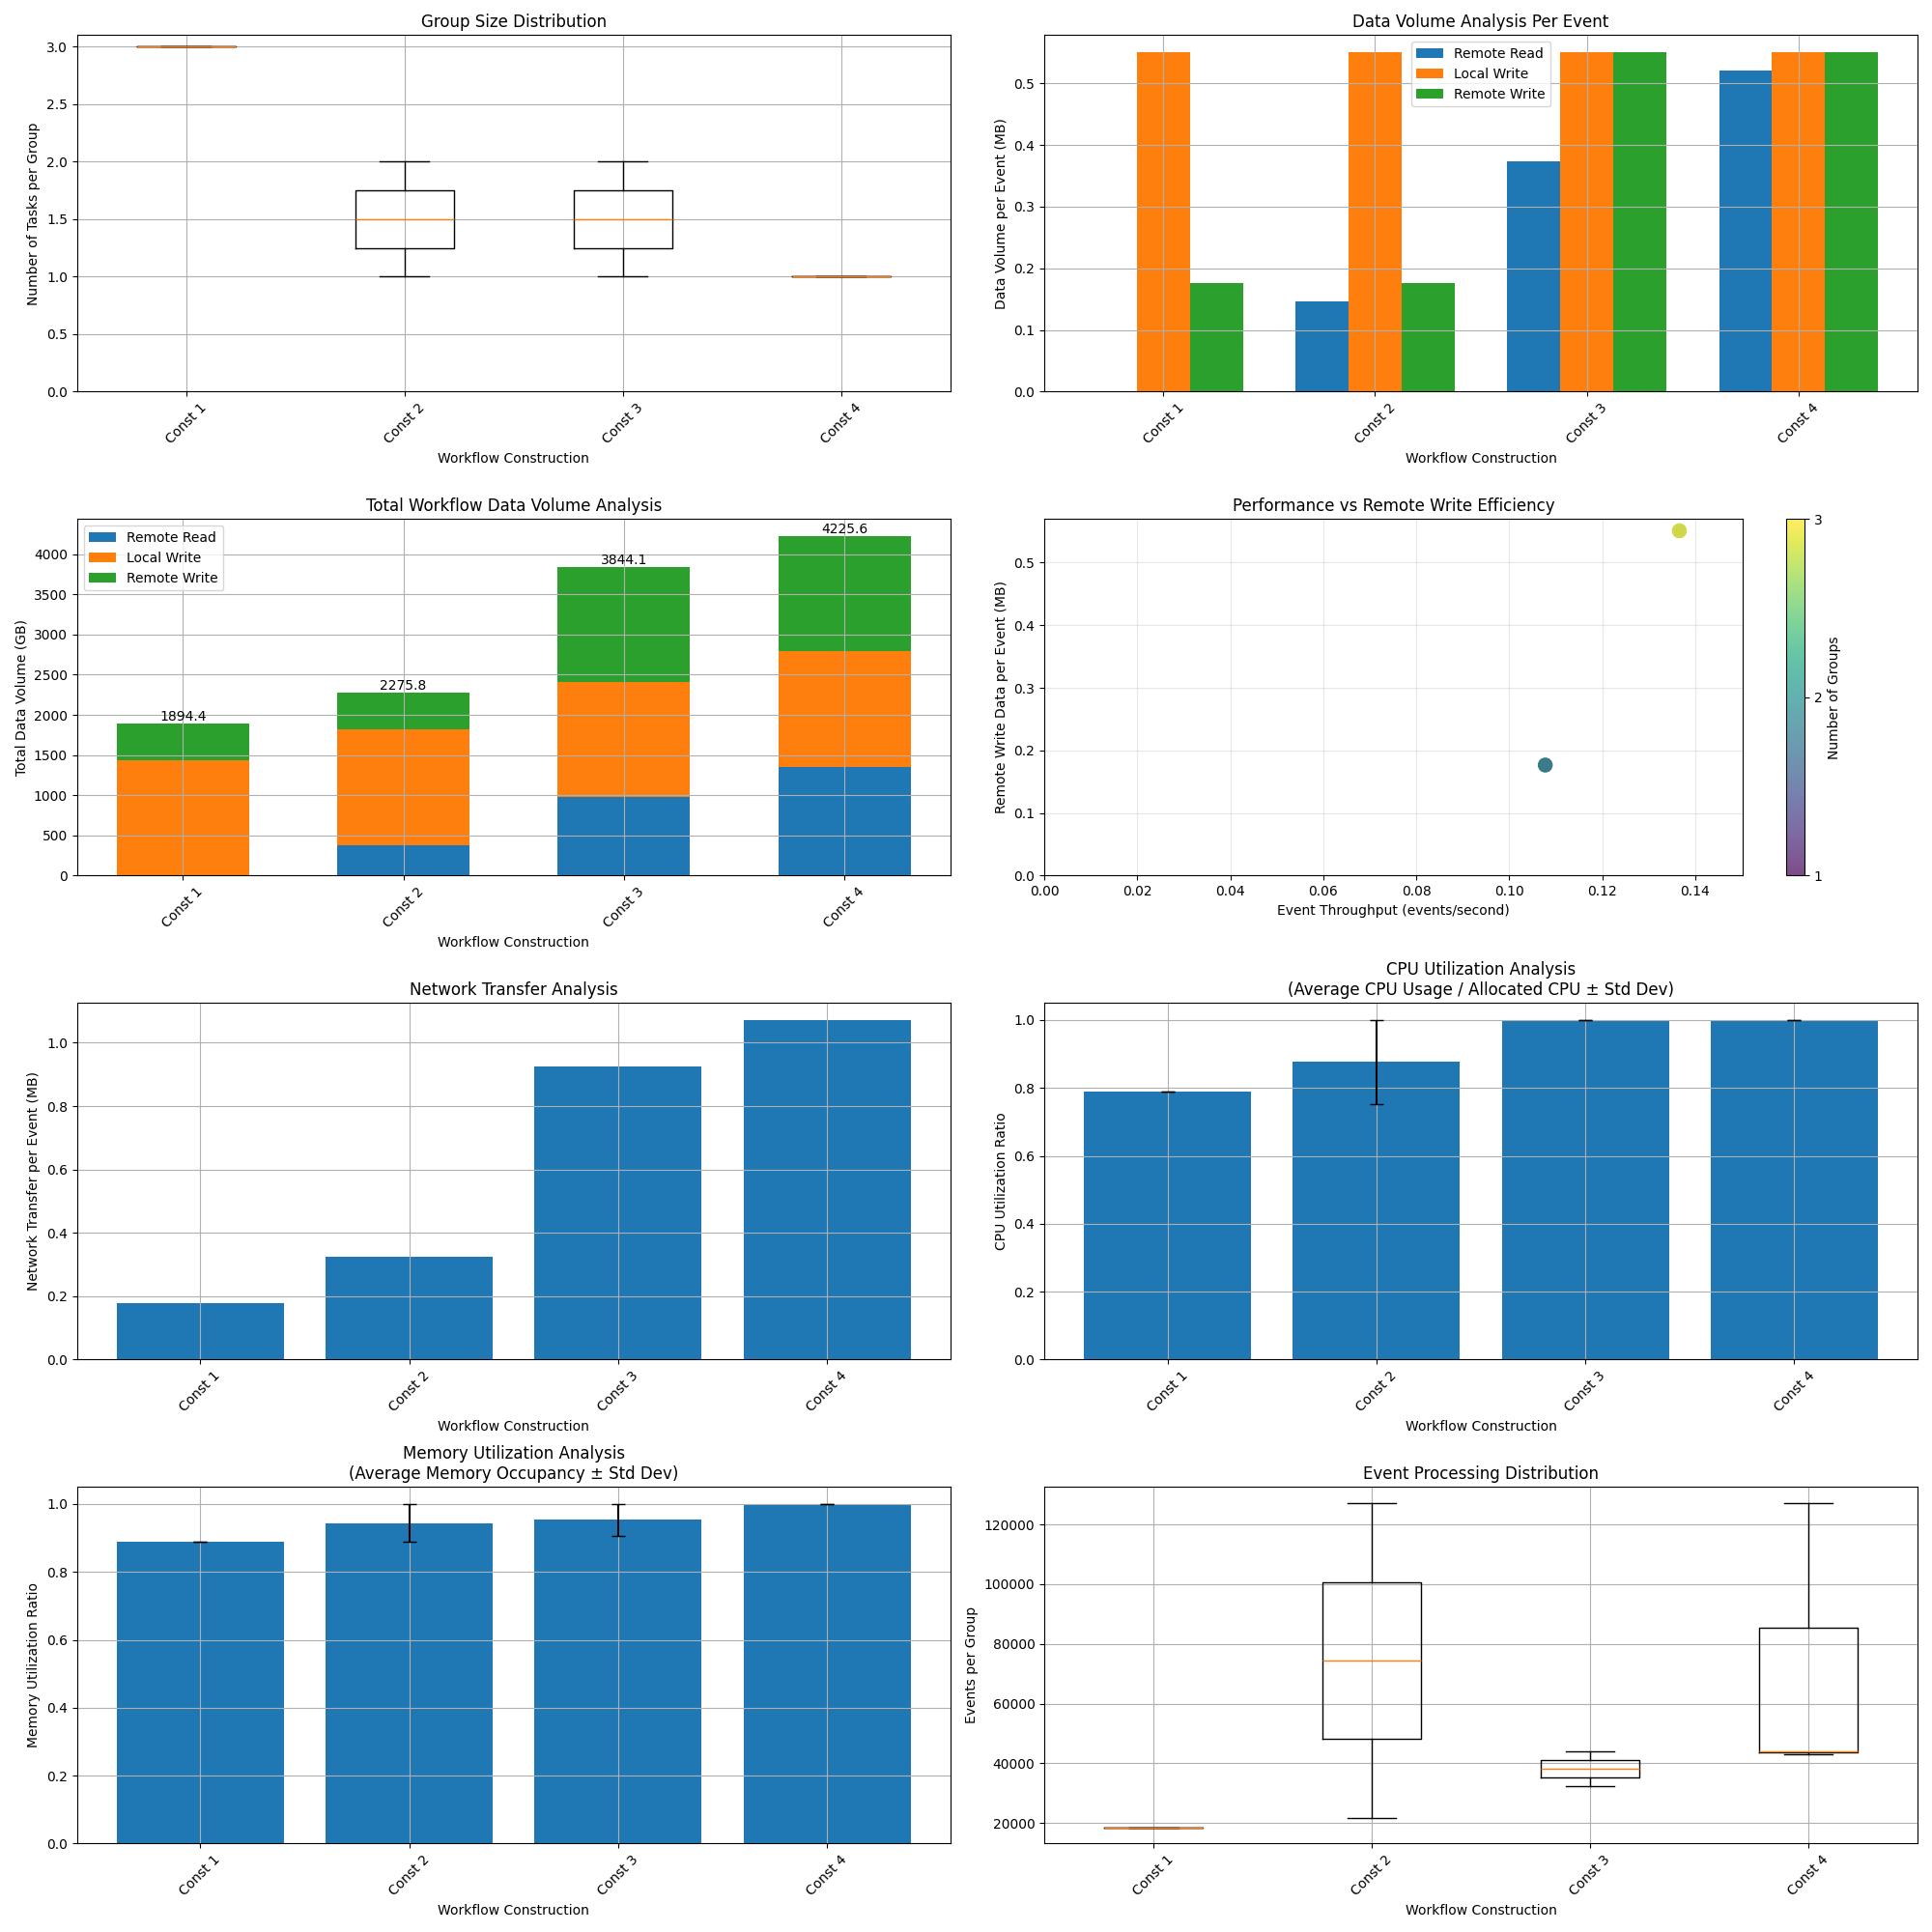 Group Size Distribution
Number of Tasks per Group
3.0
2.5
2.0
1.5
1.0
0.5
0.0
Const 1
Const 2
Const 3
Const 4
Workflow Construction
Data Volume Analysis Per Event
Data Volume per Event (MB)
Remote Read
Local Write
Remote Write
0.5
0.4
0.3
0.2
0.1
0.0
Const 1
Const 2
Const 3
Const 4
Workflow Construction
Total Workflow Data Volume Analysis
Total Data Volume (GB)
Remote Read
Local Write
Remote Write
4000
3500
3000
2500
2000
1500
1000
500
0
1894.4
2275.8
3844.1
4225.6
Const 1
Const 2
Const 3
Const 4
Workflow Construction
Performance vs Remote Write Efficiency
Remote Write Data per Event (MB)
0.5
0.4
0.3
0.2
0.1
0.0
0.00
0.02
0.04
0.06
0.08
0.10
0.12
0.14
Event Throughput (events/second)
3
2
1
Number of Groups
Network Transfer Analysis
Network Transfer per Event (MB)
1.0
0.8
0.6
0.4
0.2
0.0
Const 1
Const 2
Const 3
Const 4
Workflow Construction
CPU Utilization Analysis
(Average CPU Usage / Allocated CPU ± Std Dev)
CPU Utilization Ratio
1.0
0.8
0.6
0.4
0.2
0.0
Const 1
Const 2
Const 3
Const 4
Workflow Construction
Memory Utilization Analysis
(Average Memory Occupancy ± Std Dev)
Memory Utilization Ratio
1.0
0.8
0.6
0.4
0.2
0.0
Const 1
Const 2
Const 3
Const 4
Workflow Construction
Event Processing Distribution
Events per Group
120000
100000
80000
60000
40000
20000
Const 1
Const 2
Const 3
Const 4
Workflow Construction